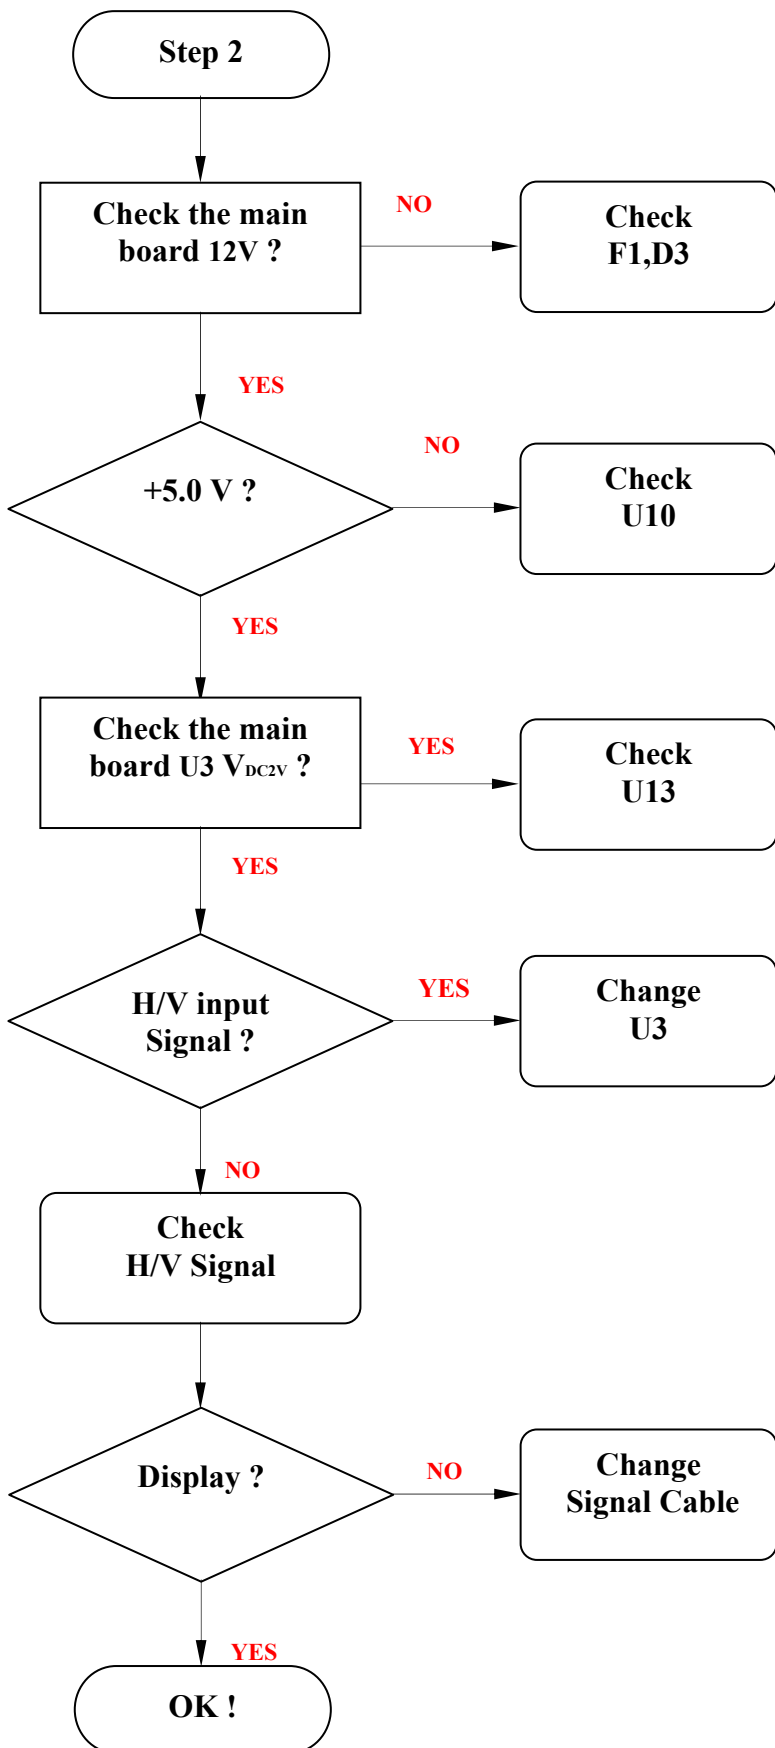 Step 2
Check the main
board 12V ?
NO
Check
F1,D3
YES
+5.0 V ?
NO
Check
U10
YES
Check the main
board U3 VDC2V ?
YES
Check
U13
YES
H/V input
Signal ?
YES
Change
U3
NO
Check
H/V Signal
Display ?
NO
Change
Signal Cable
YES
OK !